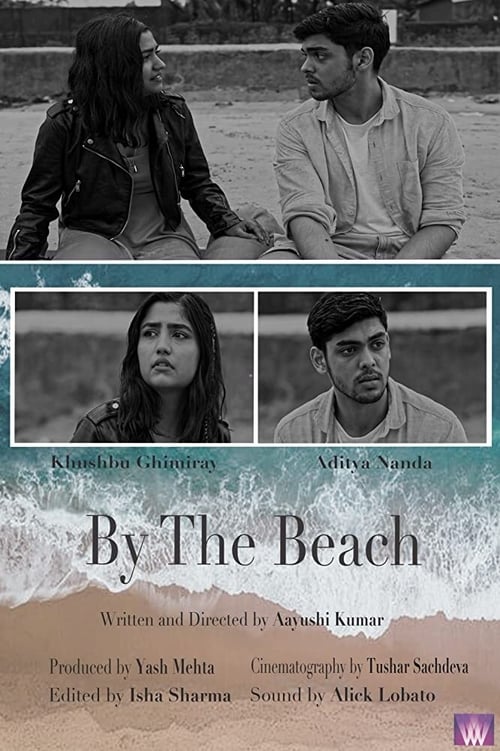 Khushbu Ghimiray
Aditya Nanda
By The Beach
Written and Directed by Aayushi Kumar
Produced by Yash Mehta
Cinematography by Tushar Sachdeva
Edited by Isha Sharma
Sound by Alick Lobato